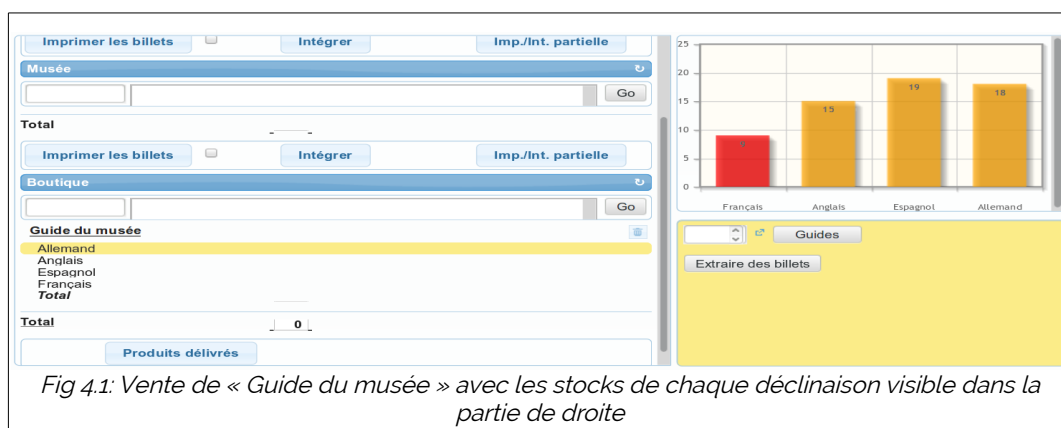 Imprimer les billets Intégrer Imp./Int. partielle
Musée
Go
Total
Imprimer les billets Intégrer Imp./Int. partielle
Boutique
Go
Guide du musée
Allemand
Anglais
Espagnol
Français
Total
Total 0
Produits délivrés
25
20
15
10
5
0
9
15
19
18
Français Anglais Espagnol Allemand
Guides
Extraire des billets
Fig 4.1: Vente de « Guide du musée » avec les stocks de chaque déclinaison visible dans la
partie de droite